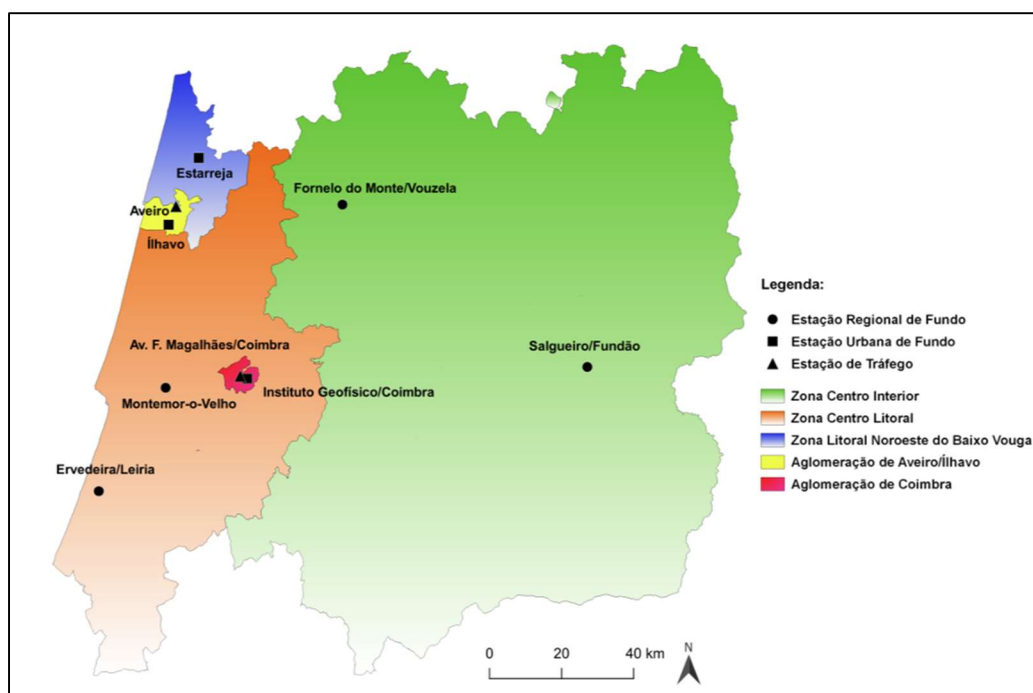 Estarreja
Aveiro
Ílhavo
Fornelo do Monte/Vouzela
Av. F. Magalhães/Coimbra
Salgueiro/Fundão
Instituto Geofísico/Coimbra
Montemor-o-Velho
Ervedeira/Leiria
Legenda:
Estação Regional de Fundo
Estação Urbana de Fundo
Estação de Tráfego
Zona Centro Interior
Zona Centro Litoral
Zona Litoral Noroeste do Baixo Vouga
Aglomeração de Aveiro/Ílhavo
Aglomeração de Coimbra
0 20 40 km
N